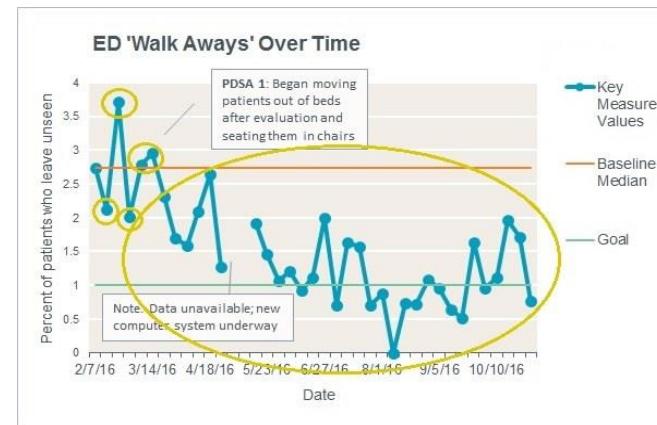 ED 'Walk Aways' Over Time
PDSA 1: Began moving
patients out of beds
after evaluation and
seating them in chairs
Key
Measure
Values
Baseline
Median
Goal
Percent of patients who leave unseen
4
3.5
3
2.5
2
1.5
1
0.5
0
Note: Data unavailable; new
computer system underway
2/7/16 3/14/16 4/18/16 5/23/16 6/27/16 8/1/16 9/5/16 10/10/16
Date